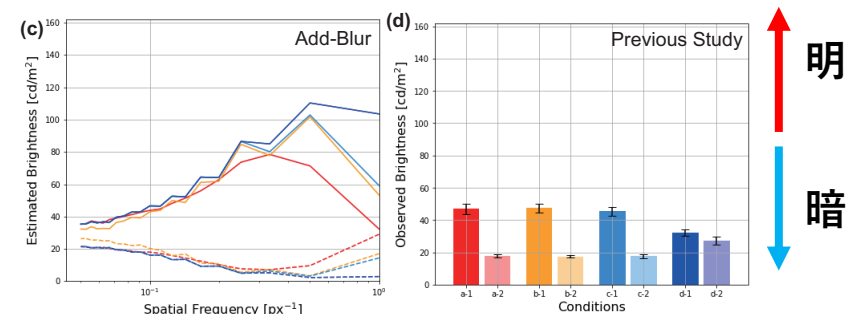 (c)
Add-Blur
Estimated Brightness [cd/m²]
160
140
120
100
80
60
40
20
0
10⁻¹
10⁰
Spatial Frequency [px⁻¹]
(d)
Previous Study
Observed Brightness [cd/m²]
160
140
120
100
80
60
40
20
0
a-1 a-2 b-1 b-2 c-1 c-2 d-1 d-2
Conditions
明
暗